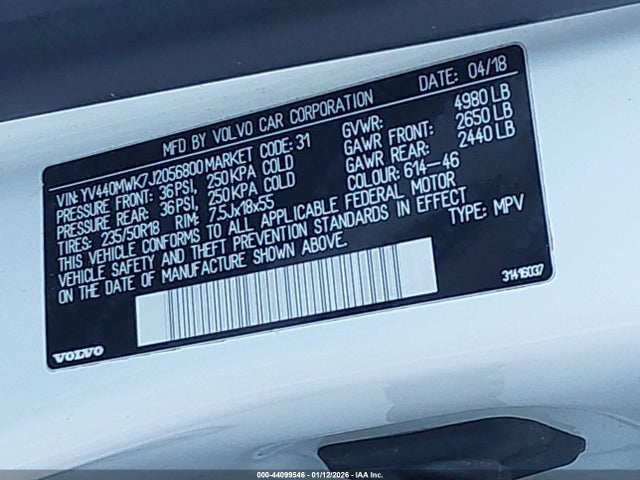 MFD BY VOLVO CAR CORPORATION DATE: 04/18
VIN: YV440MWK7J2056800 MARKET CODE: 31 GVWR: 4980 LB
PRESSURE FRONT: 36 PSI, 250 KPA COLD GAWR FRONT: 2650 LB
PRESSURE REAR: 36 PSI, 250 KPA COLD GAWR REAR: 2440 LB
TIRES: 235/50R18 RIM: 7.5Jx18x55 COLOUR: 614-46
THIS VEHICLE CONFORMS TO ALL APPLICABLE FEDERAL MOTOR
VEHICLE SAFETY AND THEFT PREVENTION STANDARDS IN EFFECT
ON THE DATE OF MANUFACTURE SHOWN ABOVE. TYPE: MPV
31416037
VOLVO
000-44099546 - 01/12/2026 - IAA Inc.